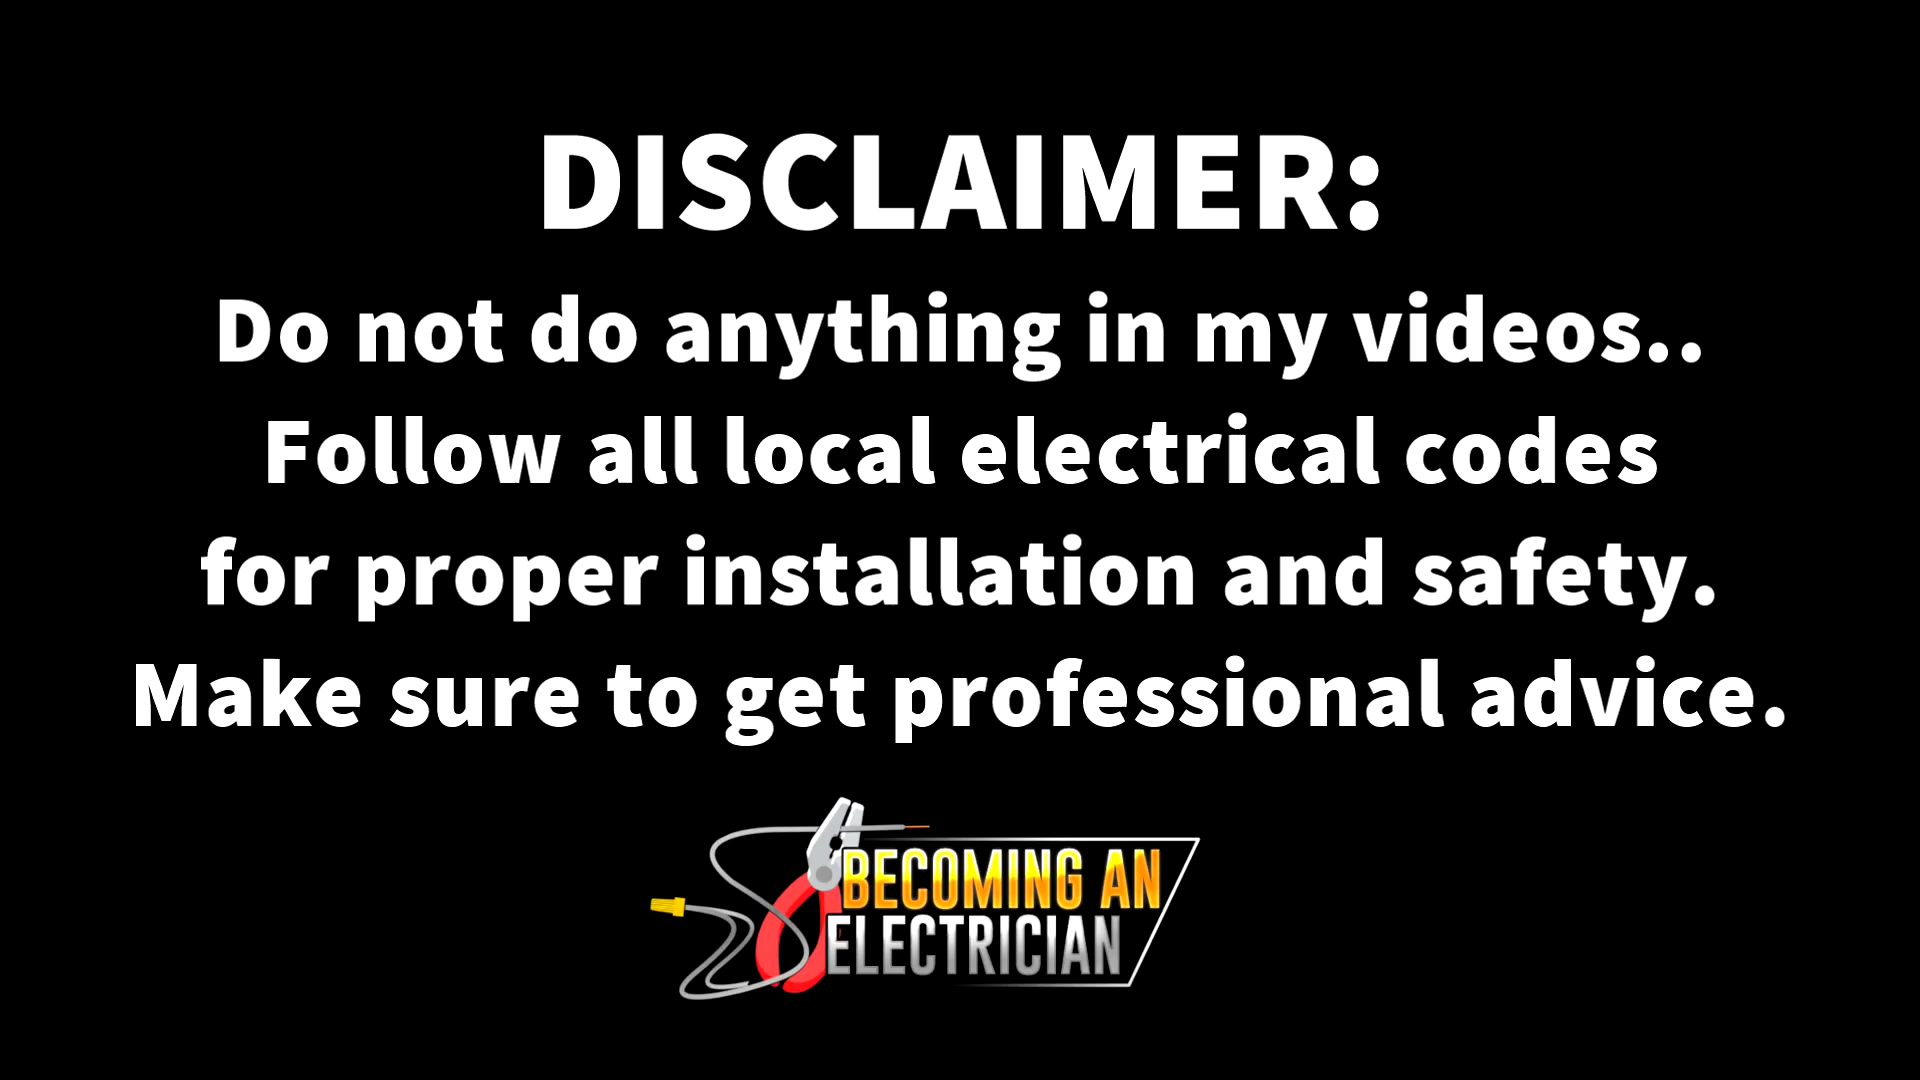 DISCLAIMER:
Do not do anything in my videos..
Follow all local electrical codes
for proper installation and safety.
Make sure to get professional advice.
BECOMING AN
ELECTRICIAN